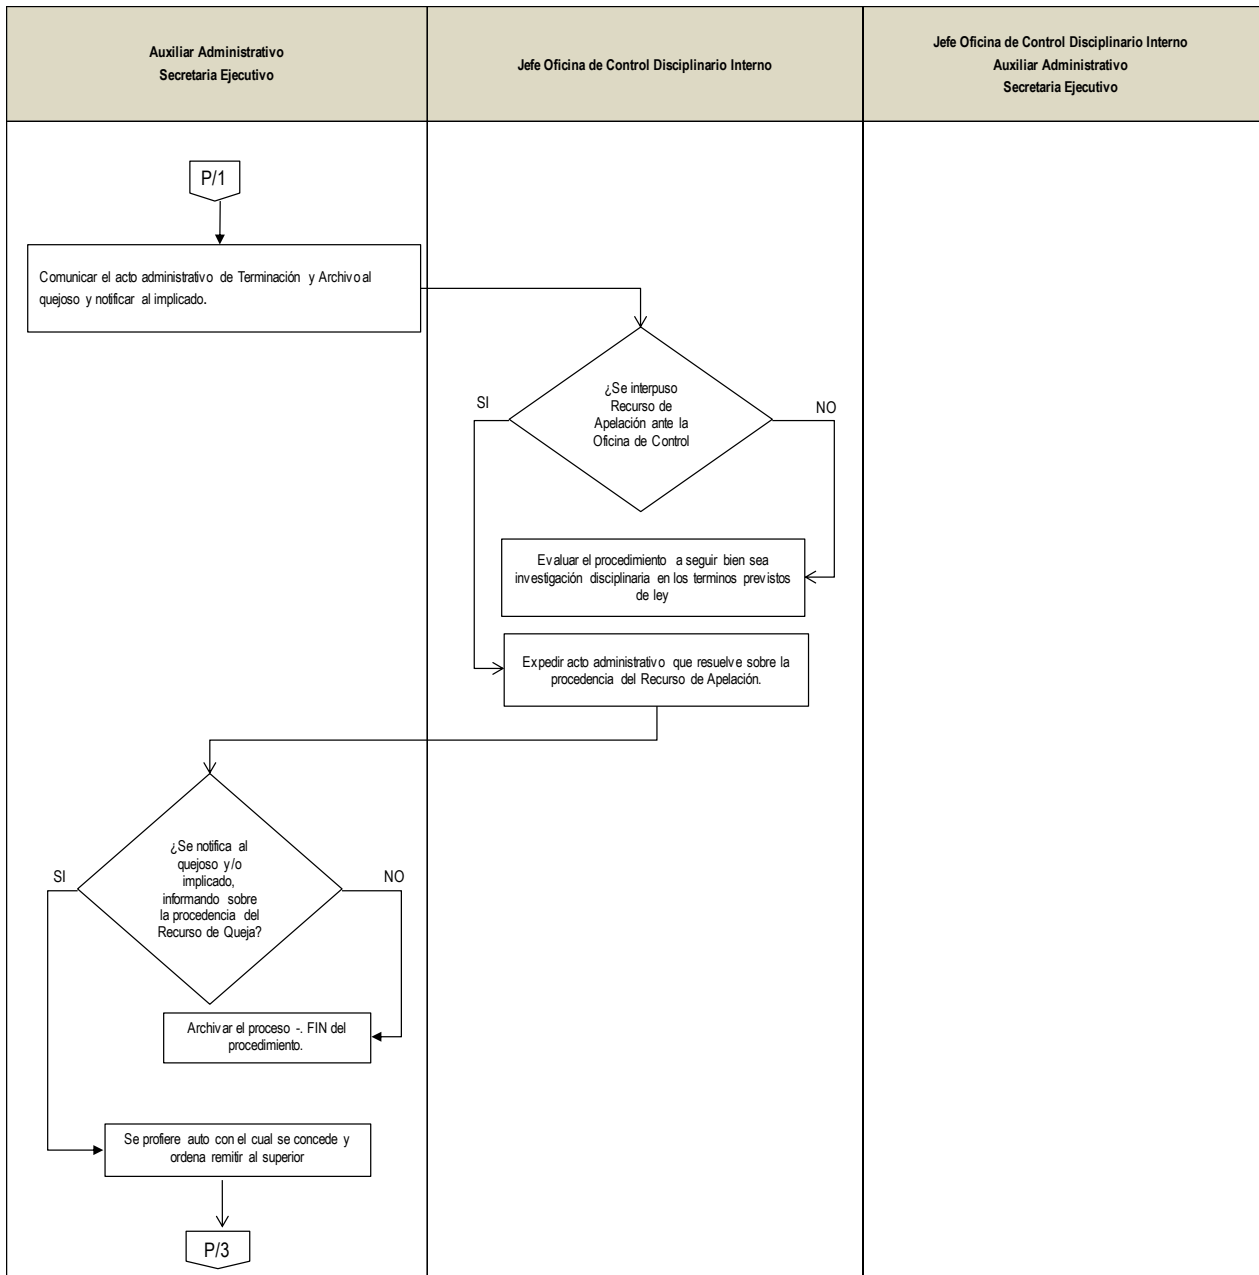 Auxiliar Administrativo
Secretaria Ejecutivo
Jefe Oficina de Control Disciplinario Interno
Jefe Oficina de Control Disciplinario Interno
Auxiliar Administrativo
Secretaria Ejecutivo
P/1
Comunicar el acto administrativo de Terminación y Archivo al
quejoso y notificar al implicado.
¿Se interpuso
Recurso de
Apelación ante la
Oficina de Control
SI
NO
Evaluar el procedimiento a seguir bien sea
investigación disciplinaria en los terminos previstos
de ley
Expedir acto administrativo que resuelve sobre la
procedencia del Recurso de Apelación.
¿Se notifica al
quejoso y/o
implicado,
informando sobre
la procedencia del
Recurso de Queja?
SI
NO
Archivar el proceso -. FIN del
procedimiento.
Se profiere auto con el cual se concede y
ordena remitir al superior
P/3